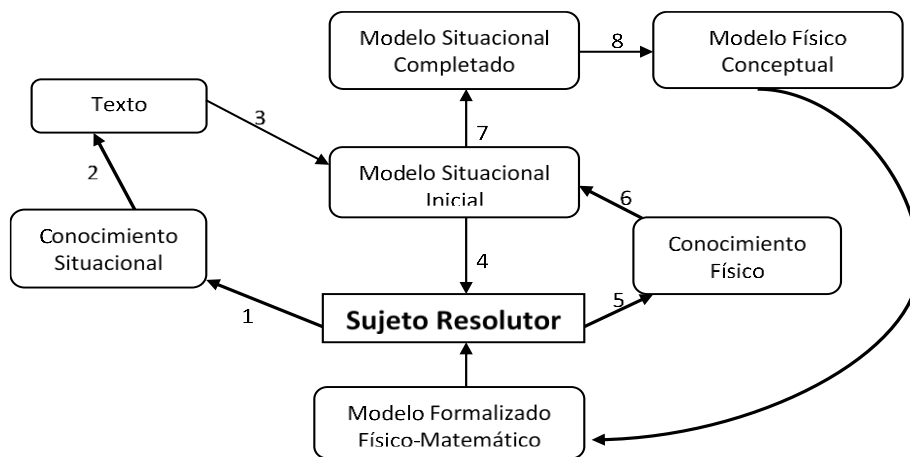 Modelo Situacional
Completado
8
Modelo Físico
Conceptual
Texto
3
7
2
Modelo Situacional
Inicial
6
Conocimiento
Situacional
4
Conocimiento
Físico
1
Sujeto Resolutor
5
Modelo Formalizado
Físico-Matemático